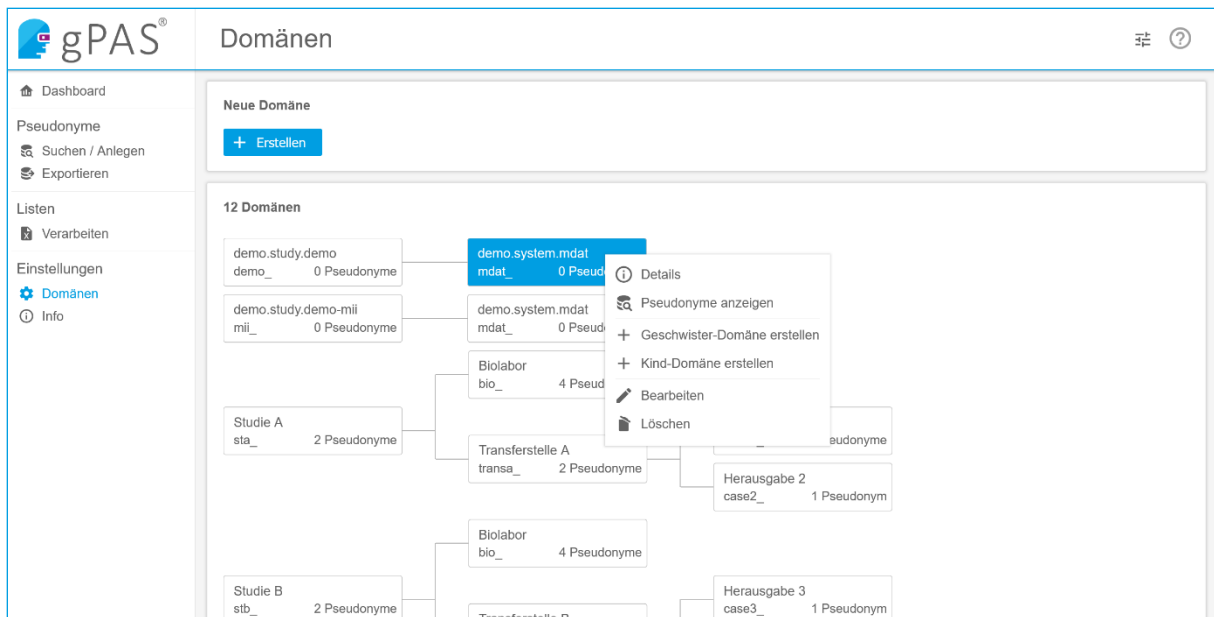 gPAS®
Domänen
Dashboard
Pseudonyme
Suchen / Anlegen
Exportieren
Listen
Verarbeiten
Einstellungen
Domänen
Info
Neue Domäne
+ Erstellen
12 Domänen
demo.study.demo
demo_ 0 Pseudonyme
demo.system.mdat
mdat_ 0 Pseud
demo.study.demo-mii
mii_ 0 Pseudonyme
demo.system.mdat
mdat_ 0 Pseud
Details
Pseudonyme anzeigen
+ Geschwister-Domäne erstellen
+ Kind-Domäne erstellen
Bearbeiten
Löschen
Biolabor
bio_ 4 Pseud
Studie A
sta_ 2 Pseudonyme
Transferstelle A
transa_ 2 Pseudonyme
eudonyme
Herausgabe 2
case2_ 1 Pseudonym
Biolabor
bio_ 4 Pseudonyme
Studie B
stb_ 2 Pseudonyme
Herausgabe 3
case3_ 1 Pseudonym
Transferstelle B